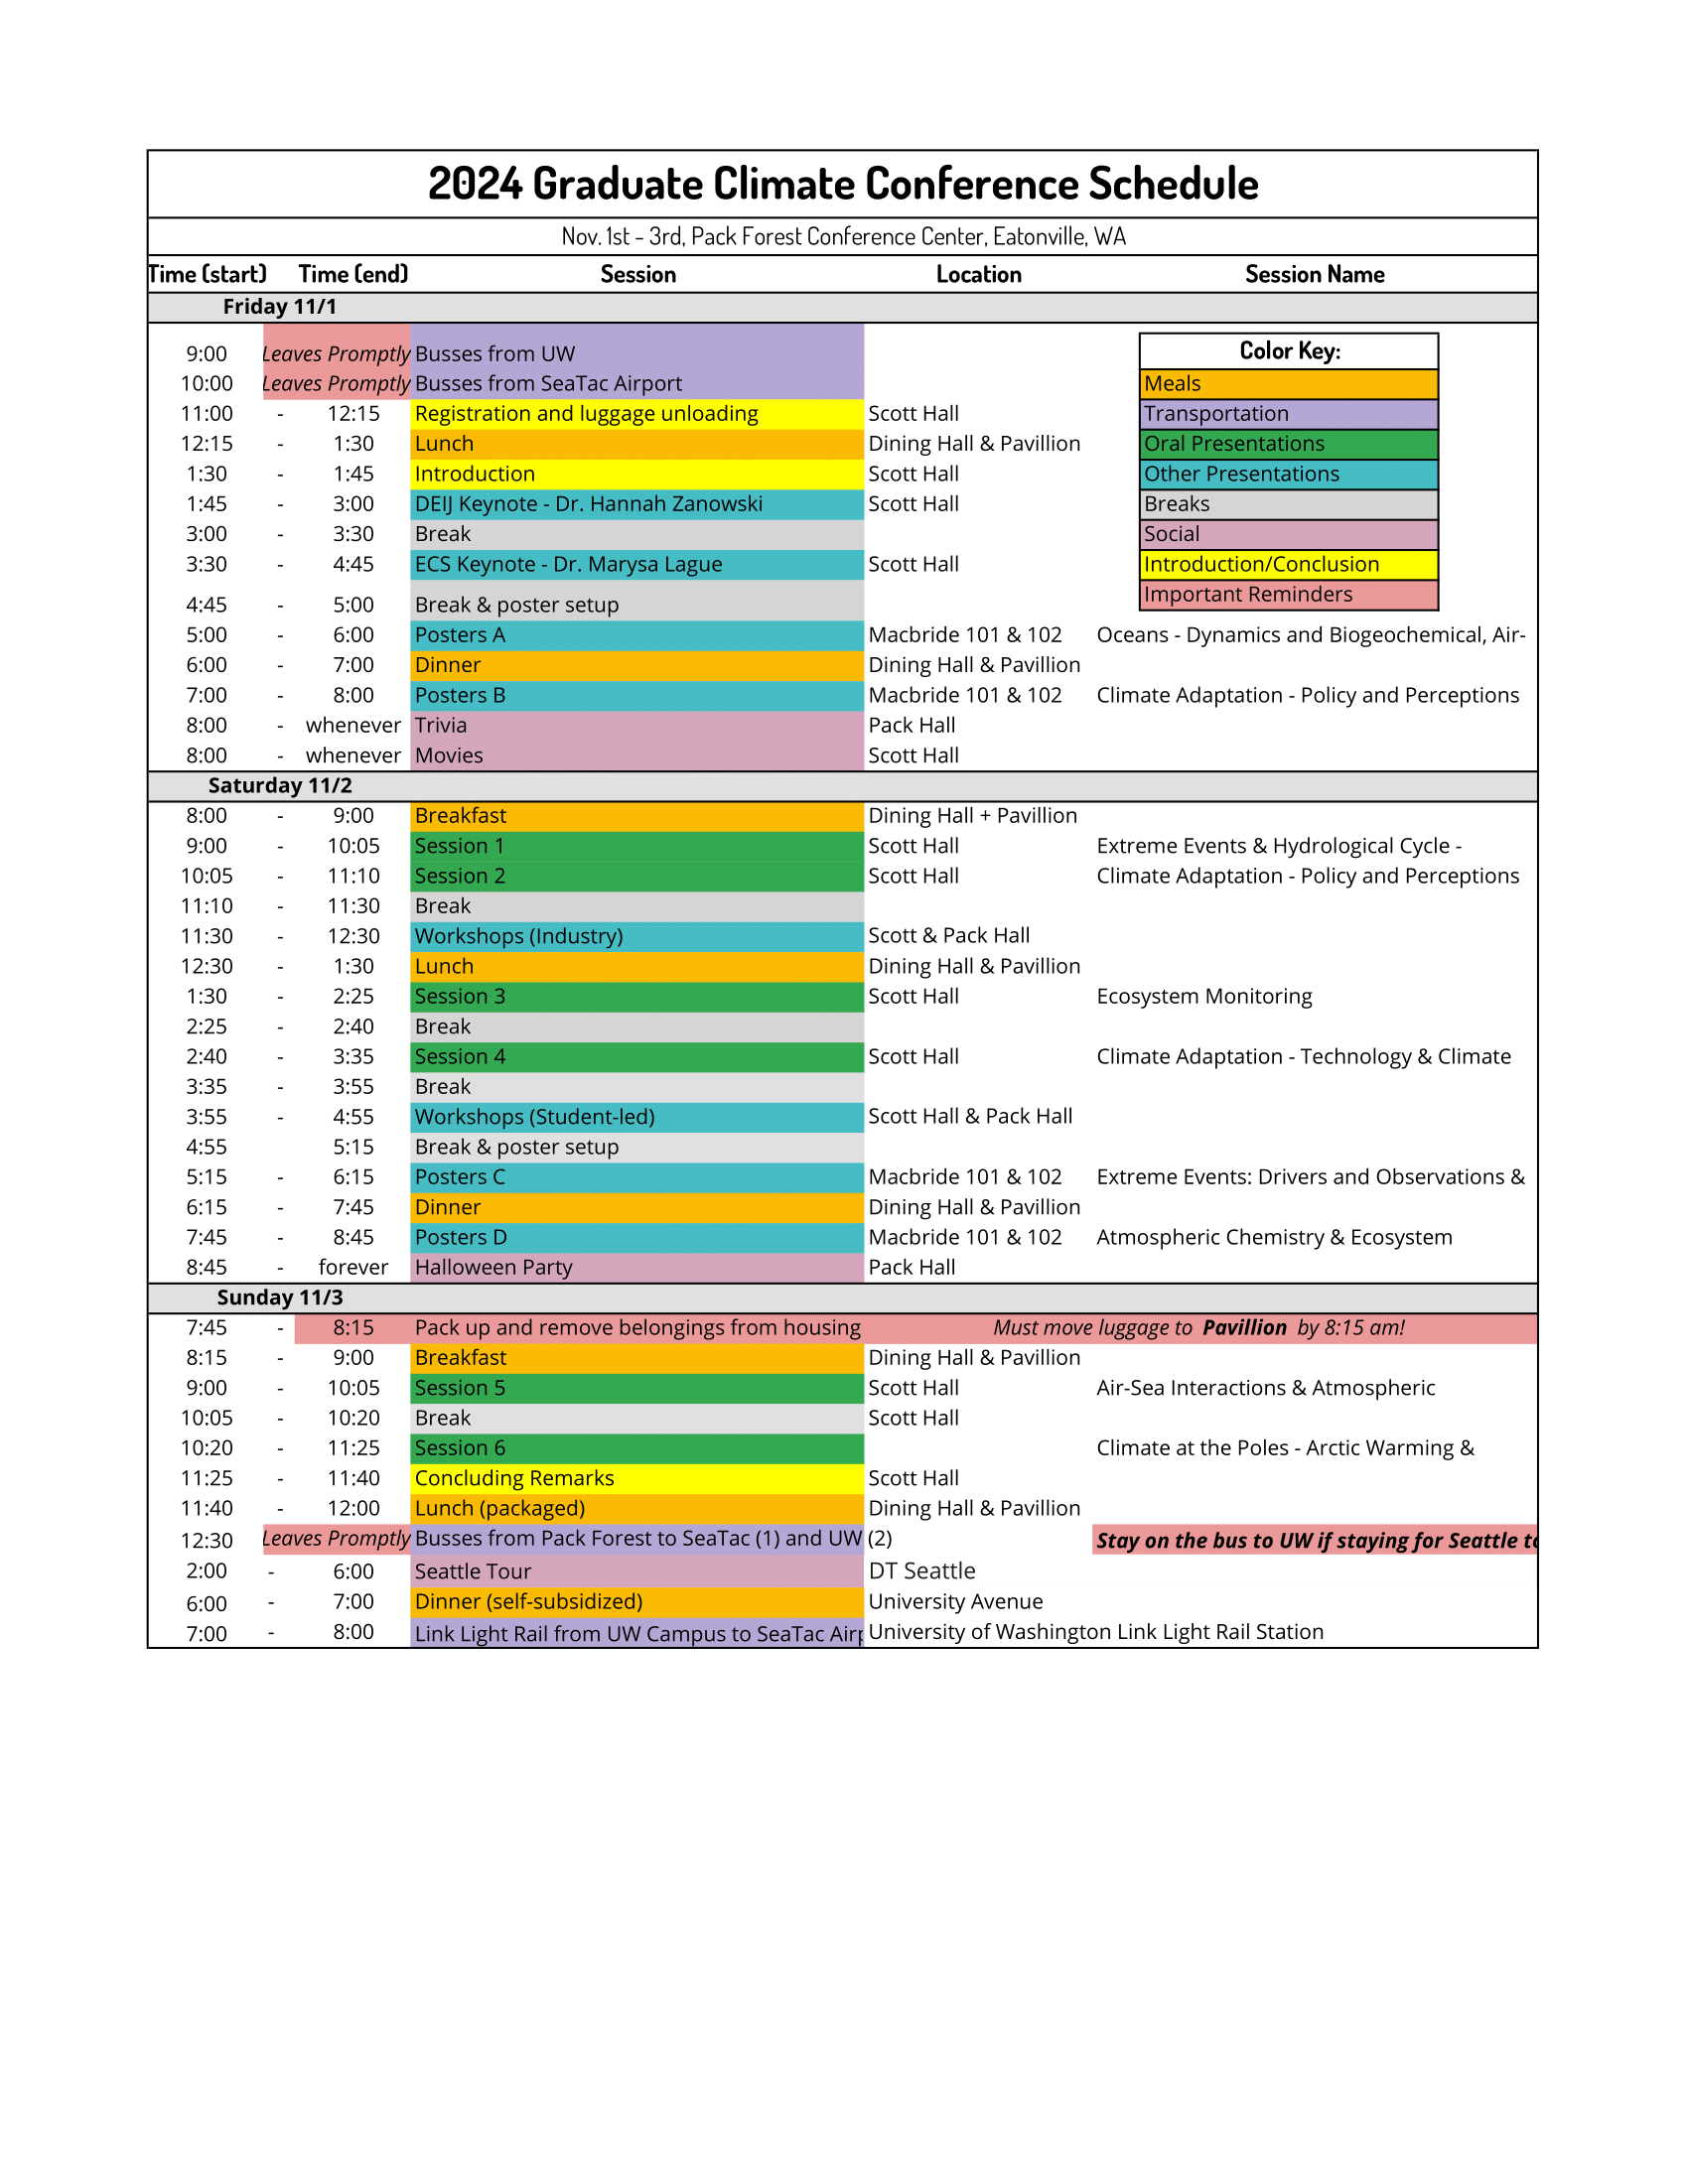 2024 Graduate Climate Conference Schedule
Nov. 1st - 3rd, Pack Forest Conference Center, Eatonville, WA
Time (start) Time (end) Session Location Session Name
Friday 11/1
9:00 Leaves Promptly Busses from UW
10:00 Leaves Promptly Busses from SeaTac Airport
11:00 - 12:15 Registration and luggage unloading Scott Hall
12:15 - 1:30 Lunch Dining Hall & Pavillion
1:30 - 1:45 Introduction Scott Hall
1:45 - 3:00 DEIJ Keynote - Dr. Hannah Zanowski Scott Hall
3:00 - 3:30 Break
3:30 - 4:45 ECS Keynote - Dr. Marysa Lague Scott Hall
4:45 - 5:00 Break & poster setup
Color Key:
Meals
Transportation
Oral Presentations
Other Presentations
Breaks
Social
Introduction/Conclusion
Important Reminders
5:00 - 6:00 Posters A Macbride 101 & 102 Oceans - Dynamics and Biogeochemical, Air-
6:00 - 7:00 Dinner Dining Hall & Pavillion
7:00 - 8:00 Posters B Macbride 101 & 102 Climate Adaptation - Policy and Perceptions
8:00 - whenever Trivia Pack Hall
8:00 - whenever Movies Scott Hall
Saturday 11/2
8:00 - 9:00 Breakfast Dining Hall + Pavillion
9:00 - 10:05 Session 1 Scott Hall Extreme Events & Hydrological Cycle -
10:05 - 11:10 Session 2 Scott Hall Climate Adaptation - Policy and Perceptions
11:10 - 11:30 Break
11:30 - 12:30 Workshops (Industry) Scott & Pack Hall
12:30 - 1:30 Lunch Dining Hall & Pavillion
1:30 - 2:25 Session 3 Scott Hall Ecosystem Monitoring
2:25 - 2:40 Break
2:40 - 3:35 Session 4 Scott Hall Climate Adaptation - Technology & Climate
3:35 - 3:55 Break
3:55 - 4:55 Workshops (Student-led) Scott Hall & Pack Hall
4:55 5:15 Break & poster setup
5:15 - 6:15 Posters C Macbride 101 & 102 Extreme Events: Drivers and Observations &
6:15 - 7:45 Dinner Dining Hall & Pavillion
7:45 - 8:45 Posters D Macbride 101 & 102 Atmospheric Chemistry & Ecosystem
8:45 - forever Halloween Party Pack Hall
Sunday 11/3
7:45 - 8:15 Pack up and remove belongings from housing Must move luggage to Pavillion by 8:15 am!
8:15 - 9:00 Breakfast Dining Hall & Pavillion
9:00 - 10:05 Session 5 Scott Hall Air-Sea Interactions & Atmospheric
10:05 - 10:20 Break Scott Hall
10:20 - 11:25 Session 6 Climate at the Poles - Arctic Warming &
11:25 - 11:40 Concluding Remarks Scott Hall
11:40 - 12:00 Lunch (packaged) Dining Hall & Pavillion
12:30 Leaves Promptly Busses from Pack Forest to SeaTac (1) and UW (2) Stay on the bus to UW if staying for Seattle
2:00 - 6:00 Seattle Tour DT Seattle
6:00 - 7:00 Dinner (self-subsidized) University Avenue
7:00 - 8:00 Link Light Rail from UW Campus to SeaTac University of Washington Link Light Rail Station